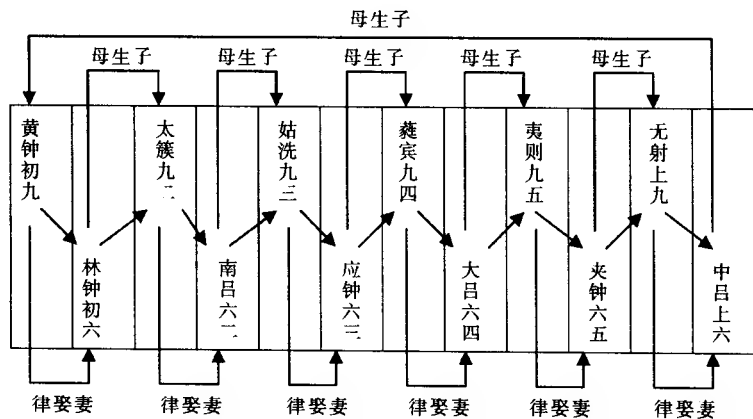 母生子
母生子 母生子 母生子 母生子 母生子
黄钟初九
太簇九二
姑洗九三
蕤宾九四
夷则九五
无射上九
林钟初六
南吕六二
应钟六三
大吕六四
夹钟六五
中吕上六
律娶妻 律娶妻 律娶妻 律娶妻 律娶妻 律娶妻